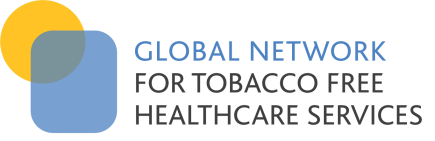 GLOBAL NETWORK
FOR TOBACCO FREE
HEALTHCARE SERVICES